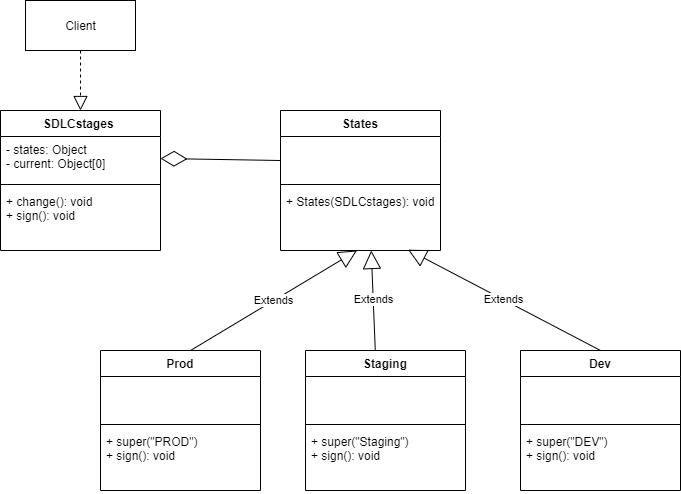 Client
SDLCstages
- states: Object
- current: Object[0]
+ change(): void
+ sign(): void
States
+ States(SDLCstages): void
Extends
Extends
Extends
Prod
+ super("PROD")
+ sign(): void
Staging
+ super("Staging")
+ sign(): void
Dev
+ super("DEV")
+ sign(): void